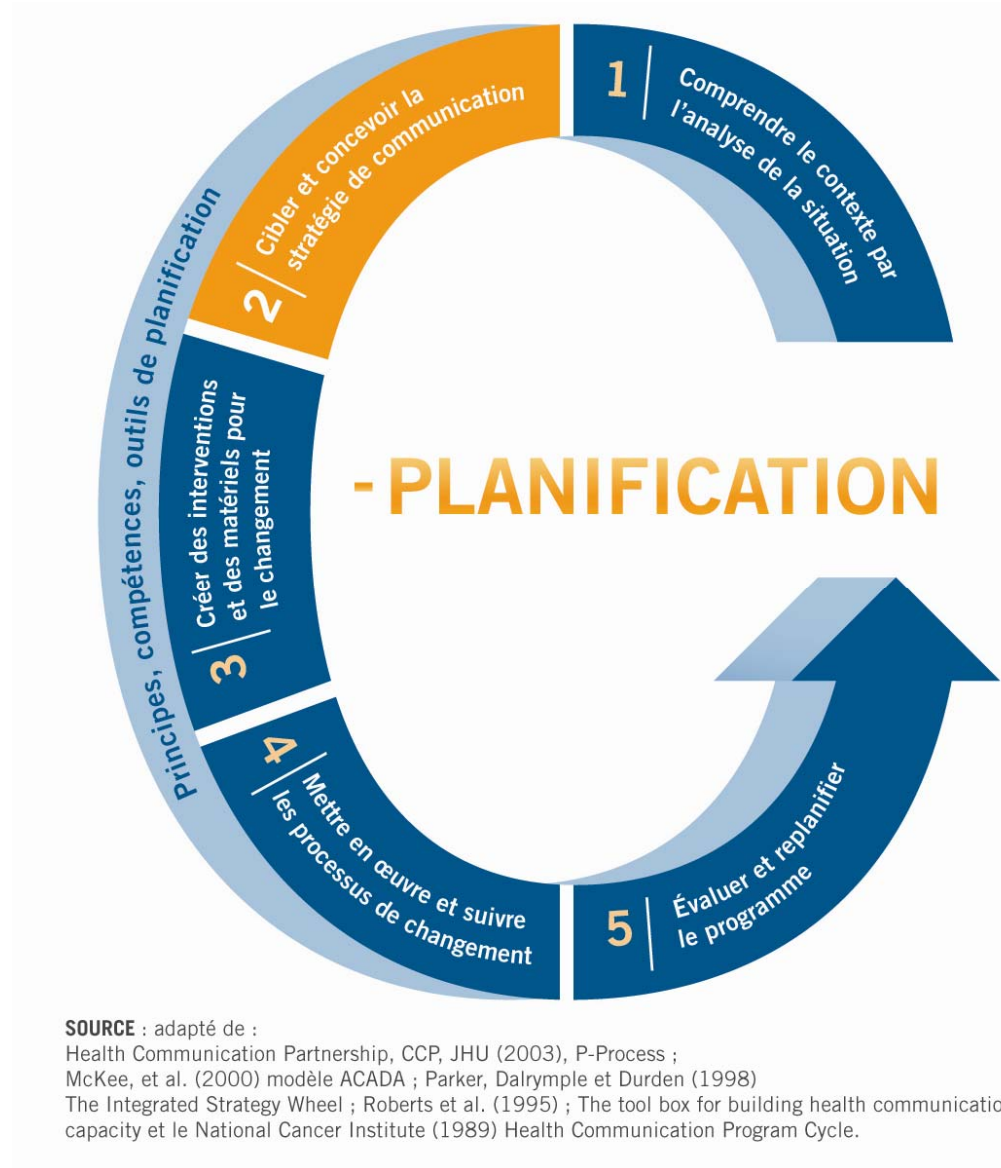 1
Comprendre le contexte par
l'analyse de la situation
2
Cibler et concevoir la
stratégie de communication
3
Créer des interventions
et des matériels pour
le changement
4
Mettre en œuvre et suivre
les processus de changement
5
Évaluer et replanifier
le programme
Principes, compétences, outils de planification
C
-PLANIFICATION
SOURCE : adapté de :
Health Communication Partnership, CCP, JHU (2003), P-Process ;
McKee, et al. (2000) modèle ACADA ; Parker, Dalrymple et Durden (1998)
The Integrated Strategy Wheel ; Roberts et al. (1995) ; The tool box for building health communicatio
capacity et le National Cancer Institute (1989) Health Communication Program Cycle.